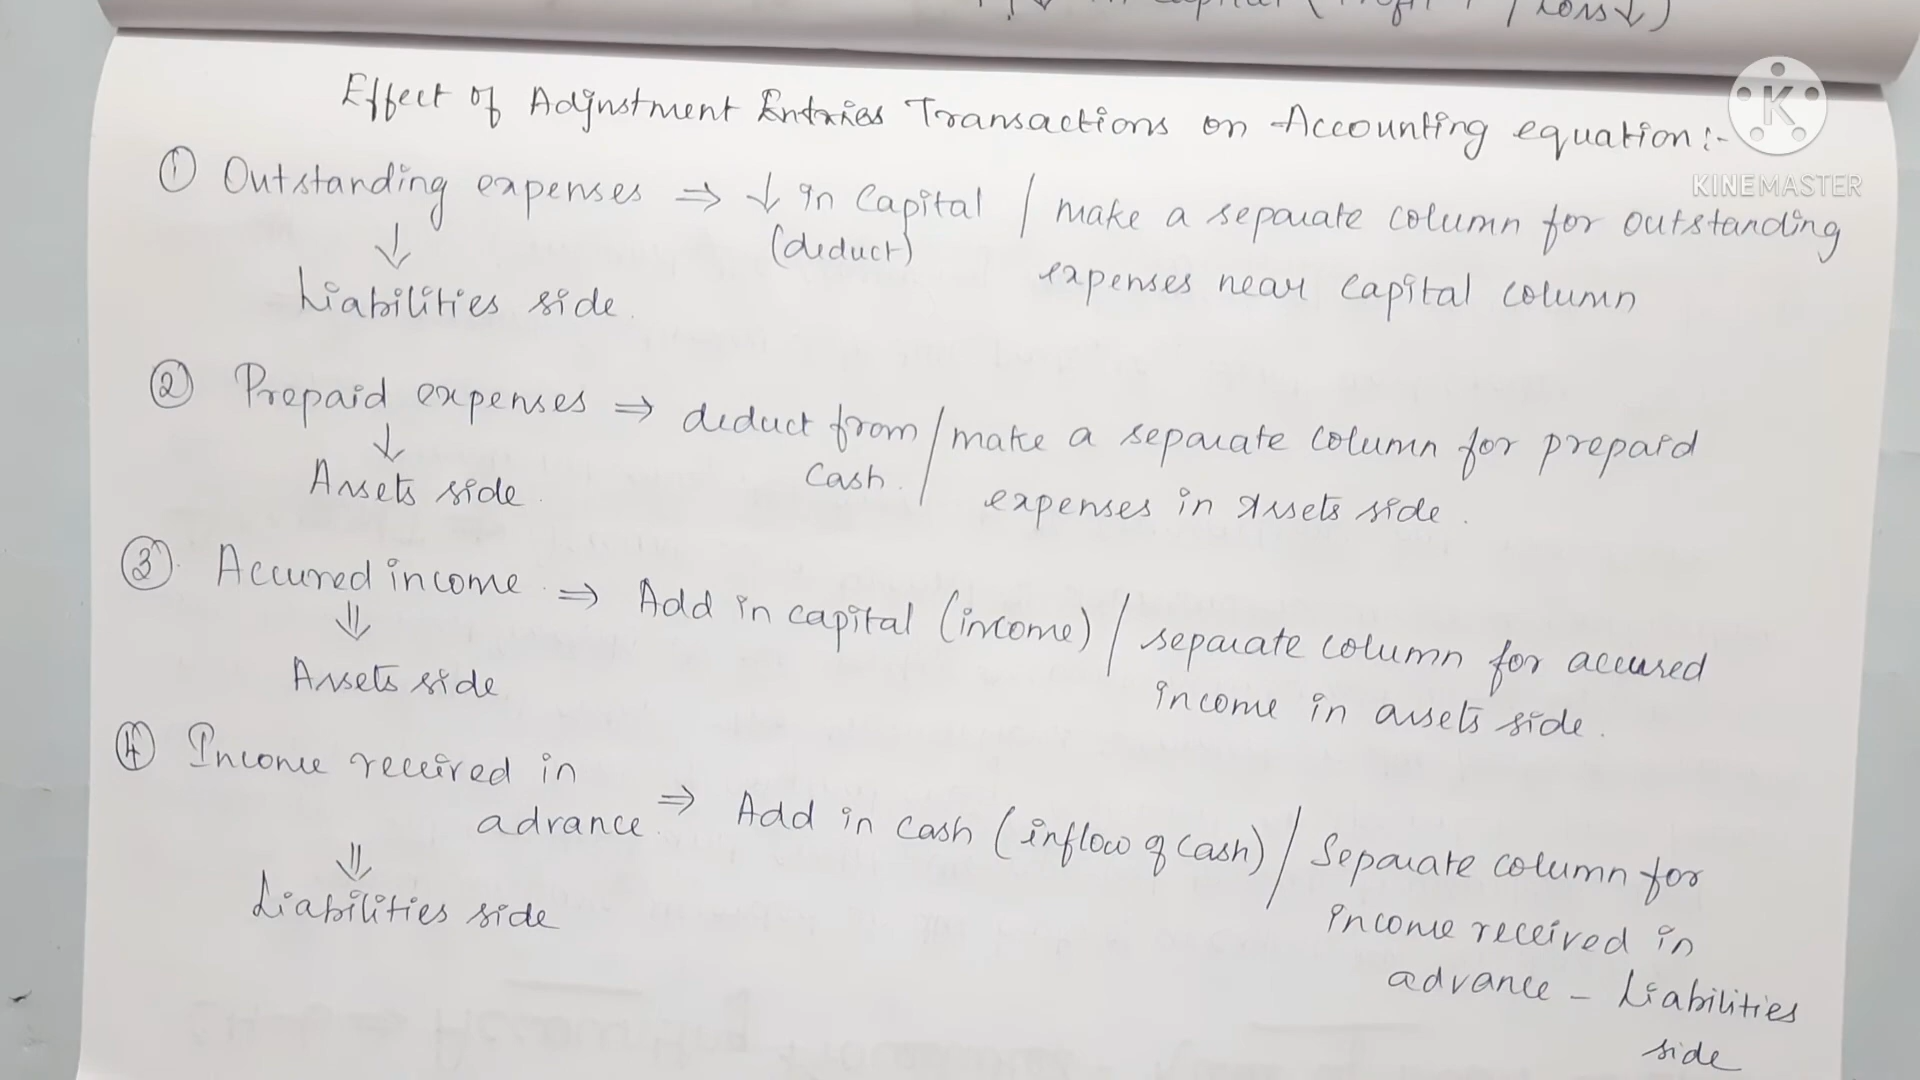 in capital (Profit ↑ / Loss↓)
Effect of Adjustment Entries Transactions on Accounting equation:-
K
KINEMASTER
① Outstanding expenses ⇒ ↓ in Capital / make a separate column for outstanding
↓ (deduct) expenses near capital column
Liabilities side.
② Prepaid expenses ⇒ deduct from / make a separate column for prepaid
↓ cash. expenses in Assets side.
Assets side.
③ Accured income ⇒ Add in capital (income) / separate column for accured
⇓ income in assets side.
Assets side
④ Income received in
advance ⇒ Add in cash (inflow of cash) / Separate column for
⇓ income received in
Liabilities side advance - Liabilities
side